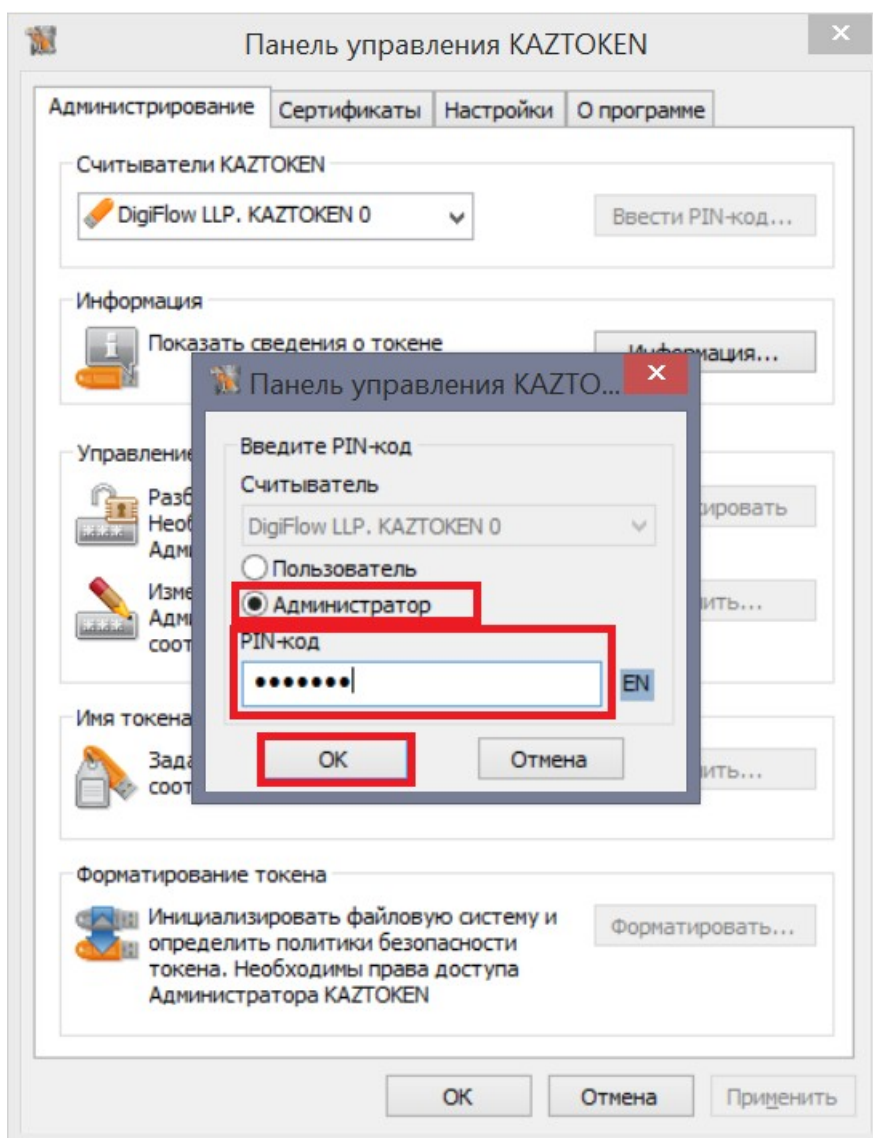 Панель управления KAZTOKEN
Администрирование Сертификаты Настройки О программе
Считыватели KAZTOKEN
DigiFlow LLP. KAZTOKEN 0 Ввести PIN-код...
Информация
Показать сведения о токене
Информация...
Панель управления KAZTO...
Управление
Введите PIN-код
Считыватель
DigiFlow LLP. KAZTOKEN 0
Пользователь
Администратор
PIN-код
•••••••
EN
Имя токена
ОК Отмена
Форматирование токена
Инициализировать файловую систему и
определить политики безопасности
токена. Необходимы права доступа
Администратора KAZTOKEN
Форматировать...
ОК Отмена Применить